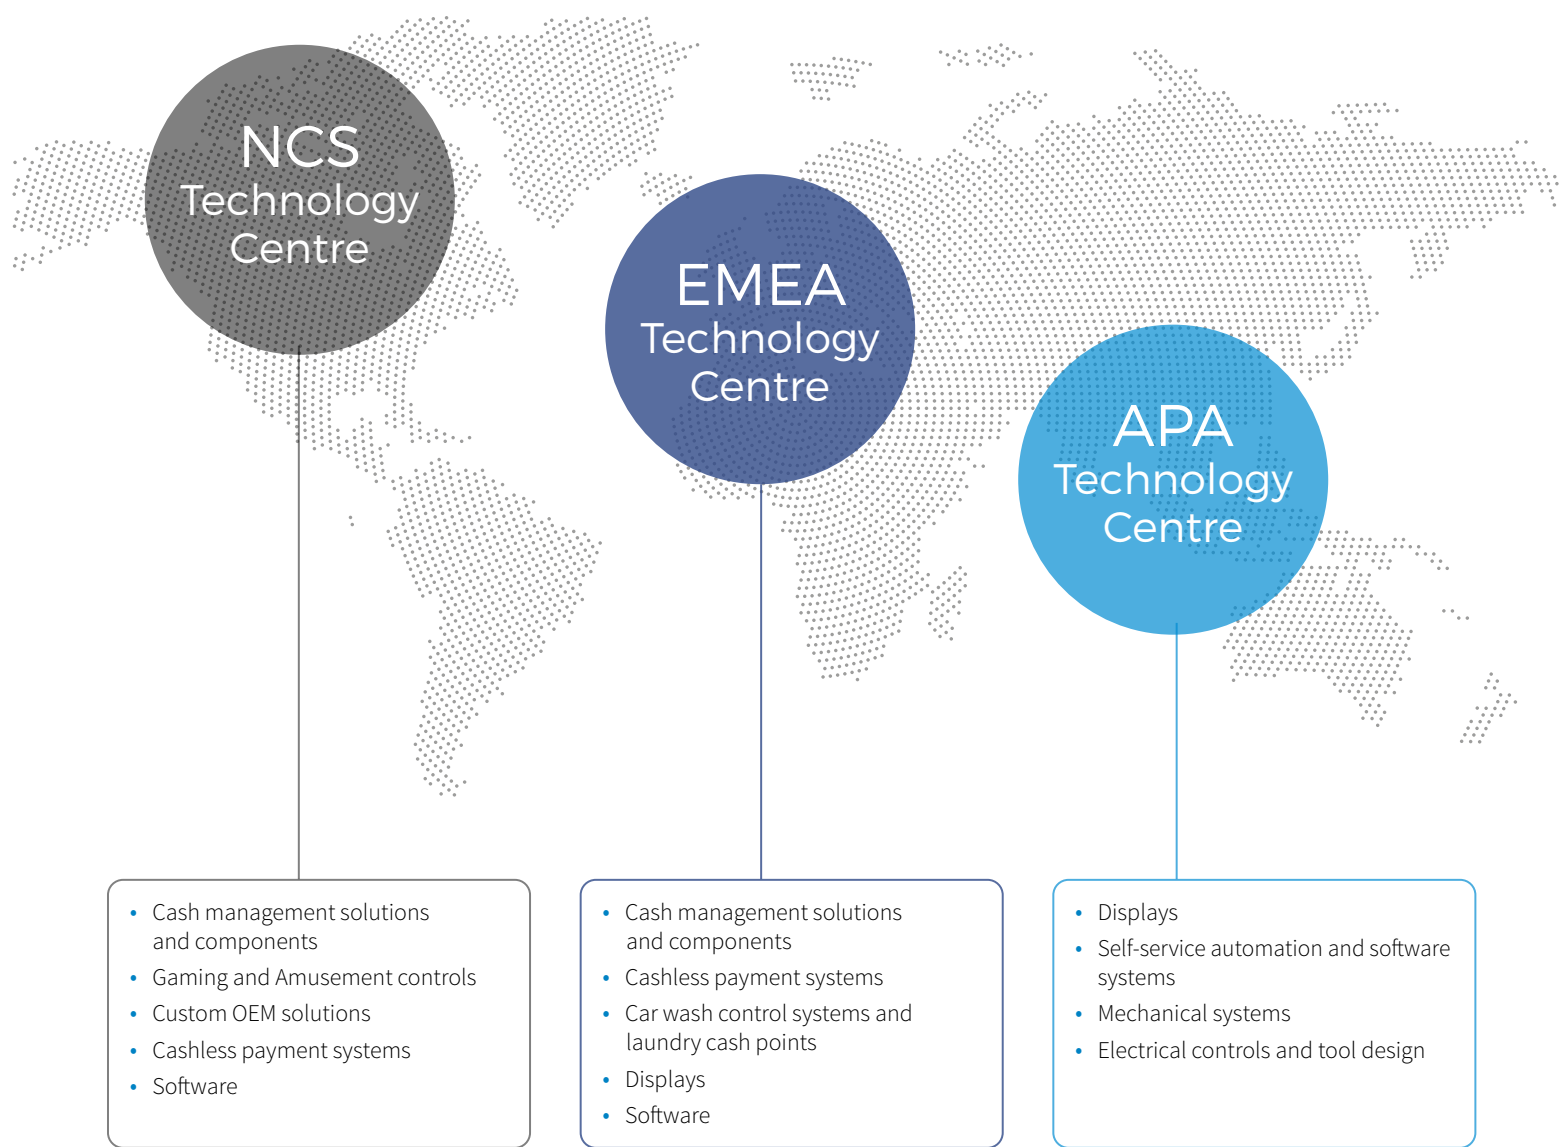 NCS
Technology
Centre
EMEA
Technology
Centre
APA
Technology
Centre
• Cash management solutions
and components
• Gaming and Amusement controls
• Custom OEM solutions
• Cashless payment systems
• Software
• Cash management solutions
and components
• Cashless payment systems
• Car wash control systems and
laundry cash points
• Displays
• Software
• Displays
• Self-service automation and software
systems
• Mechanical systems
• Electrical controls and tool design